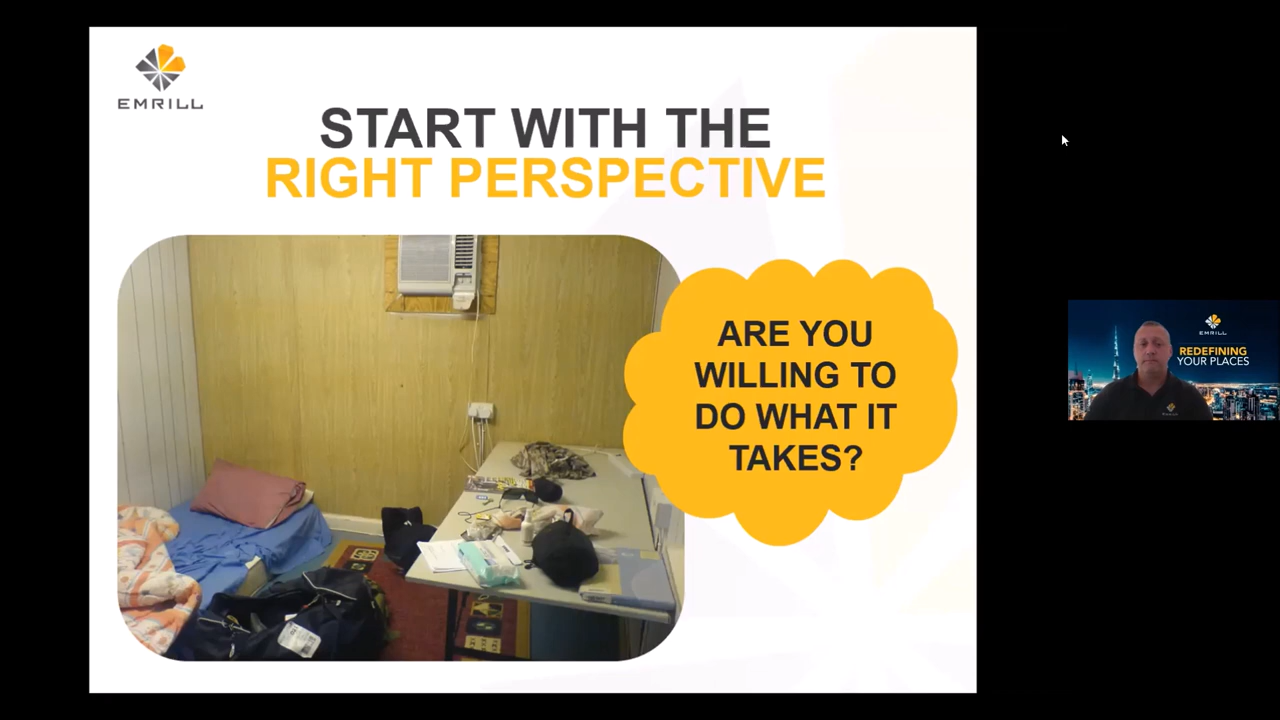 EMRILL
START WITH THE
RIGHT PERSPECTIVE
ARE YOU
WILLING TO
DO WHAT IT
TAKES?
EMRILL
REDEFINING
YOUR PLACES